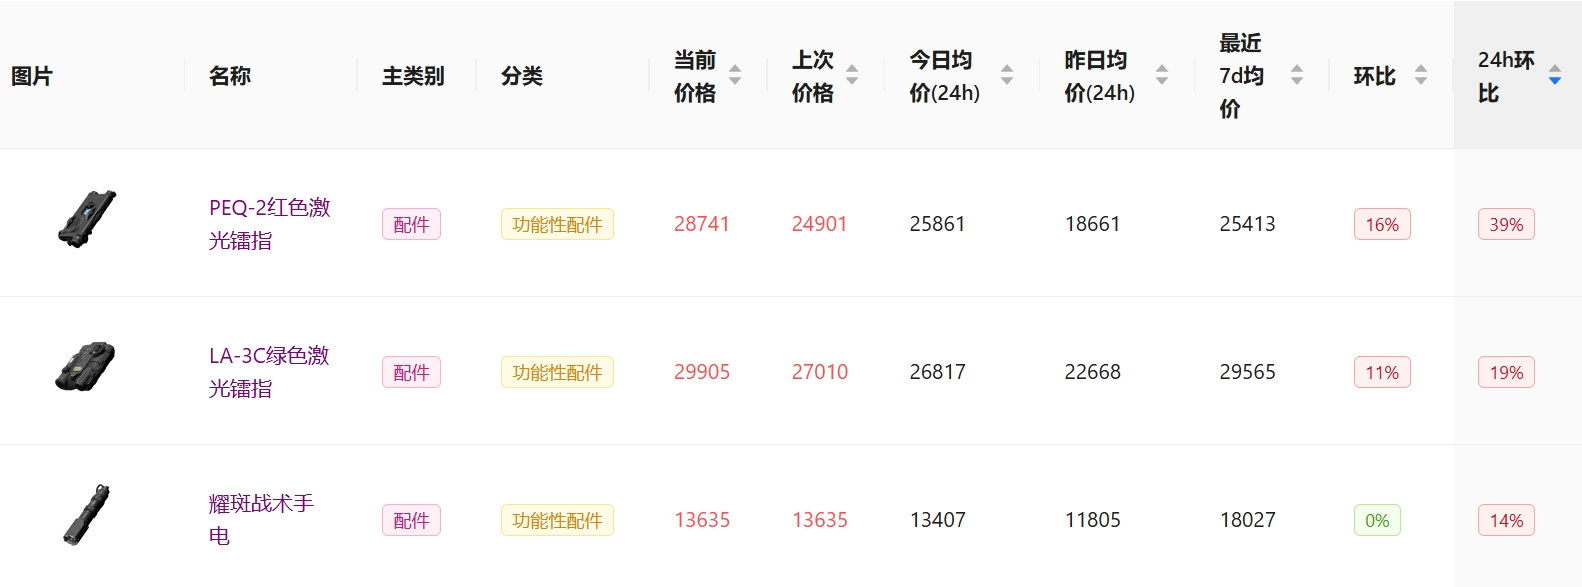 图片
名称
主类别
分类
当前
价格
上次
价格
今日均
价(24h)
昨日均
价(24h)
最近
7d均
价
环比
24h环
比
PEQ-2红色激
光镭指
配件
功能性配件
28741
24901
25861
18661
25413
16%
39%
LA-3C绿色激
光镭指
配件
功能性配件
29905
27010
26817
22668
29565
11%
19%
耀斑战术手
电
配件
功能性配件
13635
13635
13407
11805
18027
0%
14%